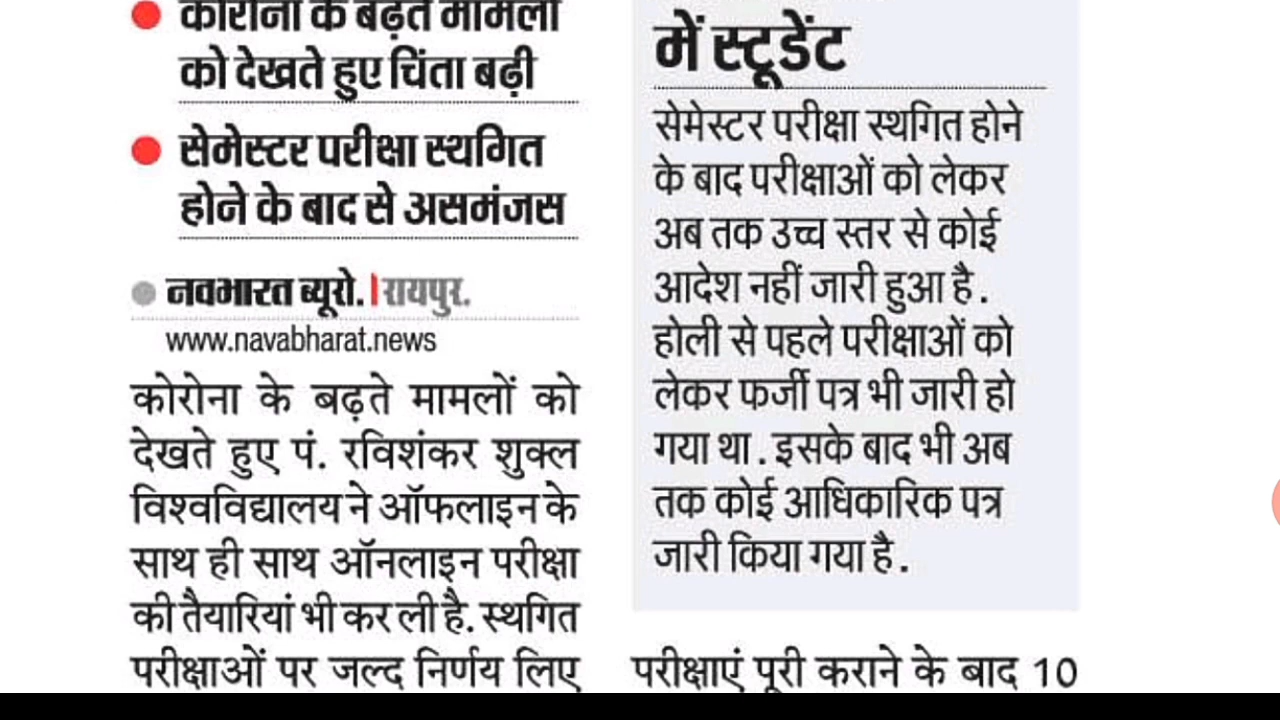 कोरोना के बढ़ते मामलों
को देखते हुए चिंता बढ़ी
सेमेस्टर परीक्षा स्थगित
होने के बाद से असमंजस
नवभारत ब्यूरो. | रायपुर.
www.navabharat.news
कोरोना के बढ़ते मामलों को
देखते हुए पं. रविशंकर शुक्ल
विश्वविद्यालय ने ऑफलाइन के
साथ ही साथ ऑनलाइन परीक्षा
की तैयारियां भी कर ली है. स्थगित
परीक्षाओं पर जल्द निर्णय लिए
में स्टूडेंट
सेमेस्टर परीक्षा स्थगित होने
के बाद परीक्षाओं को लेकर
अब तक उच्च स्तर से कोई
आदेश नहीं जारी हुआ है.
होली से पहले परीक्षाओं को
लेकर फर्जी पत्र भी जारी हो
गया था. इसके बाद भी अब
तक कोई आधिकारिक पत्र
जारी किया गया है.
परीक्षाएं पूरी कराने के बाद 10